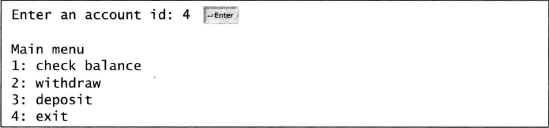 Enter an account id: 4 ↵Enter
Main menu
1: check balance
2: withdraw
3: deposit
4: exit